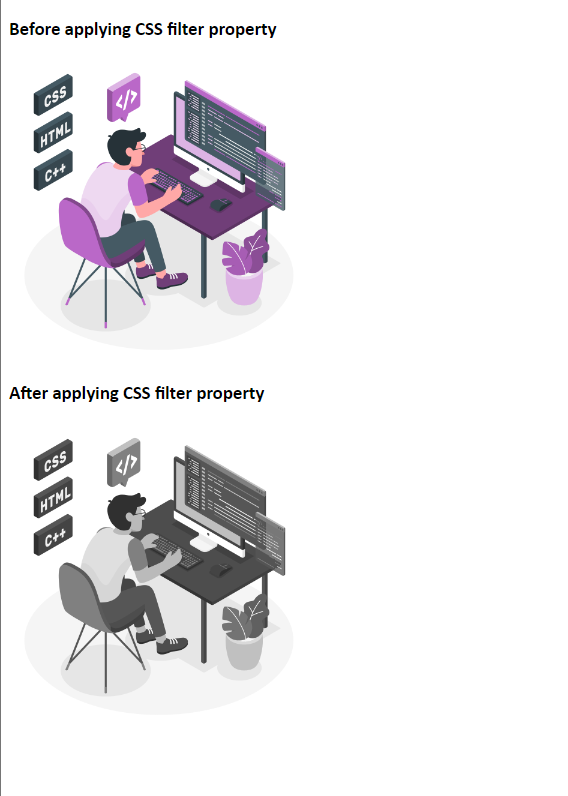 Before applying CSS filter property
CSS
</>
HTML
C++
After applying CSS filter property
CSS
</>
HTML
C++